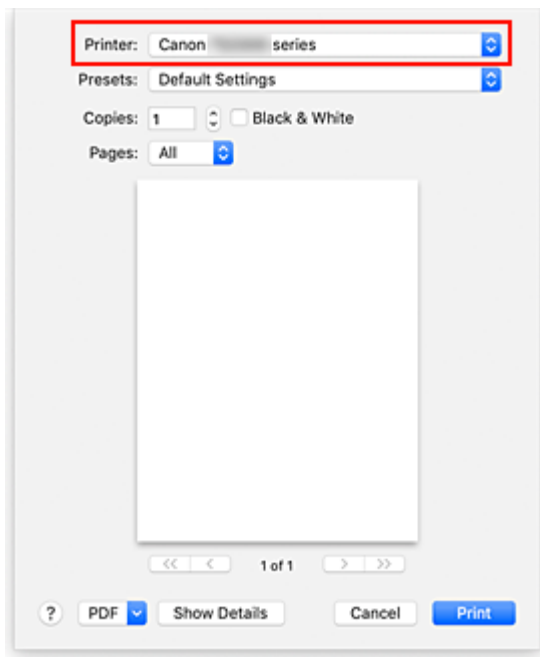 Printer: Canon series
Presets: Default Settings
Copies: 1 Black & White
Pages: All
<< < 1 of 1 > >>
? PDF Show Details Cancel Print